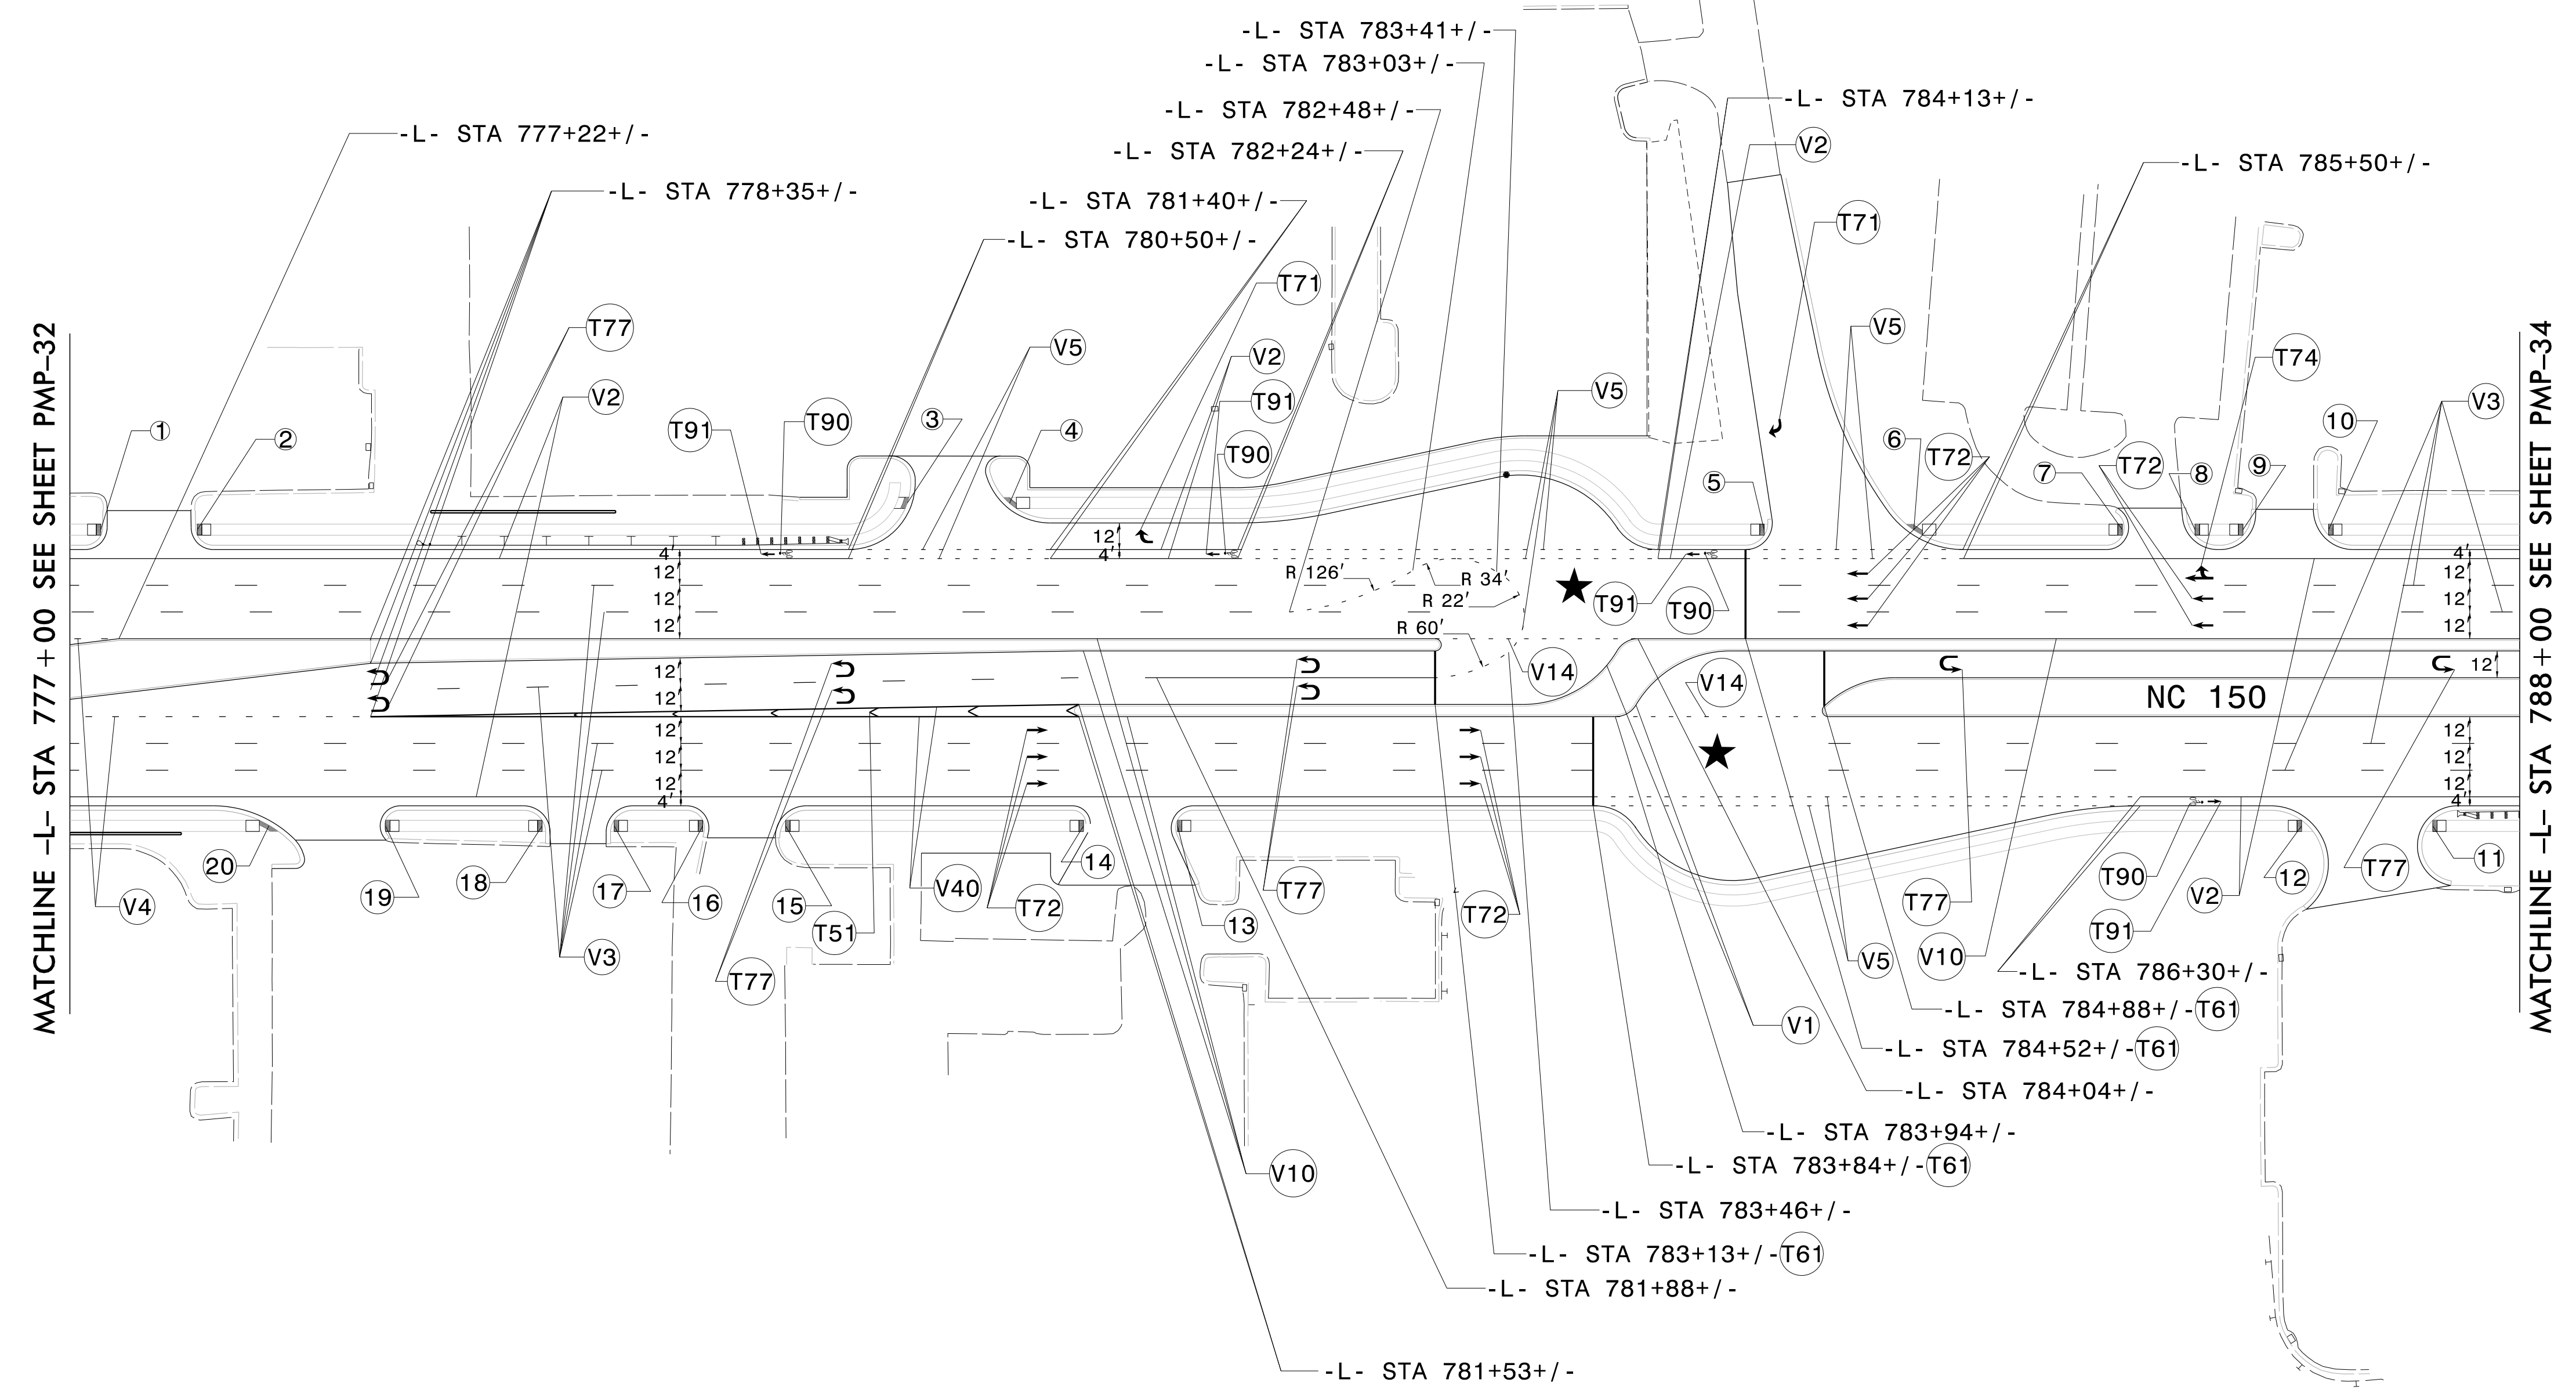 -L- STA 783+41+/-
-L- STA 783+03+/-
-L- STA 784+13+/-
-L- STA 782+48+/-
-L- STA 777+22+/-
V2
-L- STA 782+24+/-
-L- STA 785+50+/-
-L- STA 778+35+/-
-L- STA 781+40+/-
T71
-L- STA 780+50+/-
T71
T77
V5
V5
V2
T74
V5
V2
T91
V3
T91
T90
3
10
1
2
4
T90
6
T72
T72
7
8
9
5
12'
4'
4'
4'
12'
12'
12'
R 126'
R 34'
R 22'
T91
T90
R 60'
12'
12'
12'
12'
12'
V14
V14
12'
NC 150
12'
12'
12'
4'
12'
12'
12'
4'
MATCHLINE -L- STA 777+00 SEE SHEET PMP-32
MATCHLINE -L- STA 788+00 SEE SHEET PMP-34
20
19
18
17
16
15
14
13
12
11
V4
V40
T72
T77
T72
T77
T90
V2
T77
T51
T91
V3
T77
V5
V10
-L- STA 786+30+/-
-L- STA 784+88+/- T61
V1
-L- STA 784+52+/- T61
-L- STA 784+04+/-
-L- STA 783+94+/-
-L- STA 783+84+/- T61
V10
-L- STA 783+46+/-
-L- STA 783+13+/- T61
-L- STA 781+88+/-
-L- STA 781+53+/-